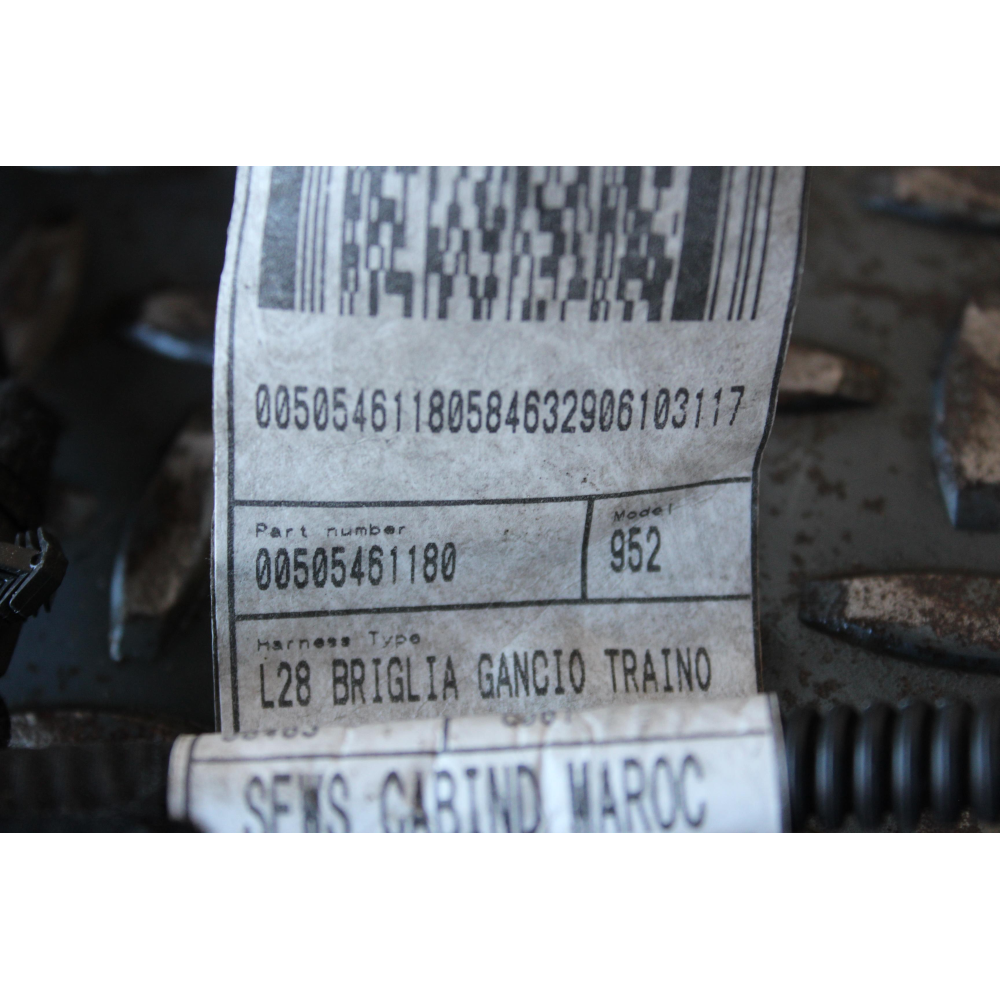 00505461180584632906103117
Part number
Model
00505461180
952
Harness Type
L28 BRIGLIA GANCIO TRAINO
SEWS CABIND MAROC